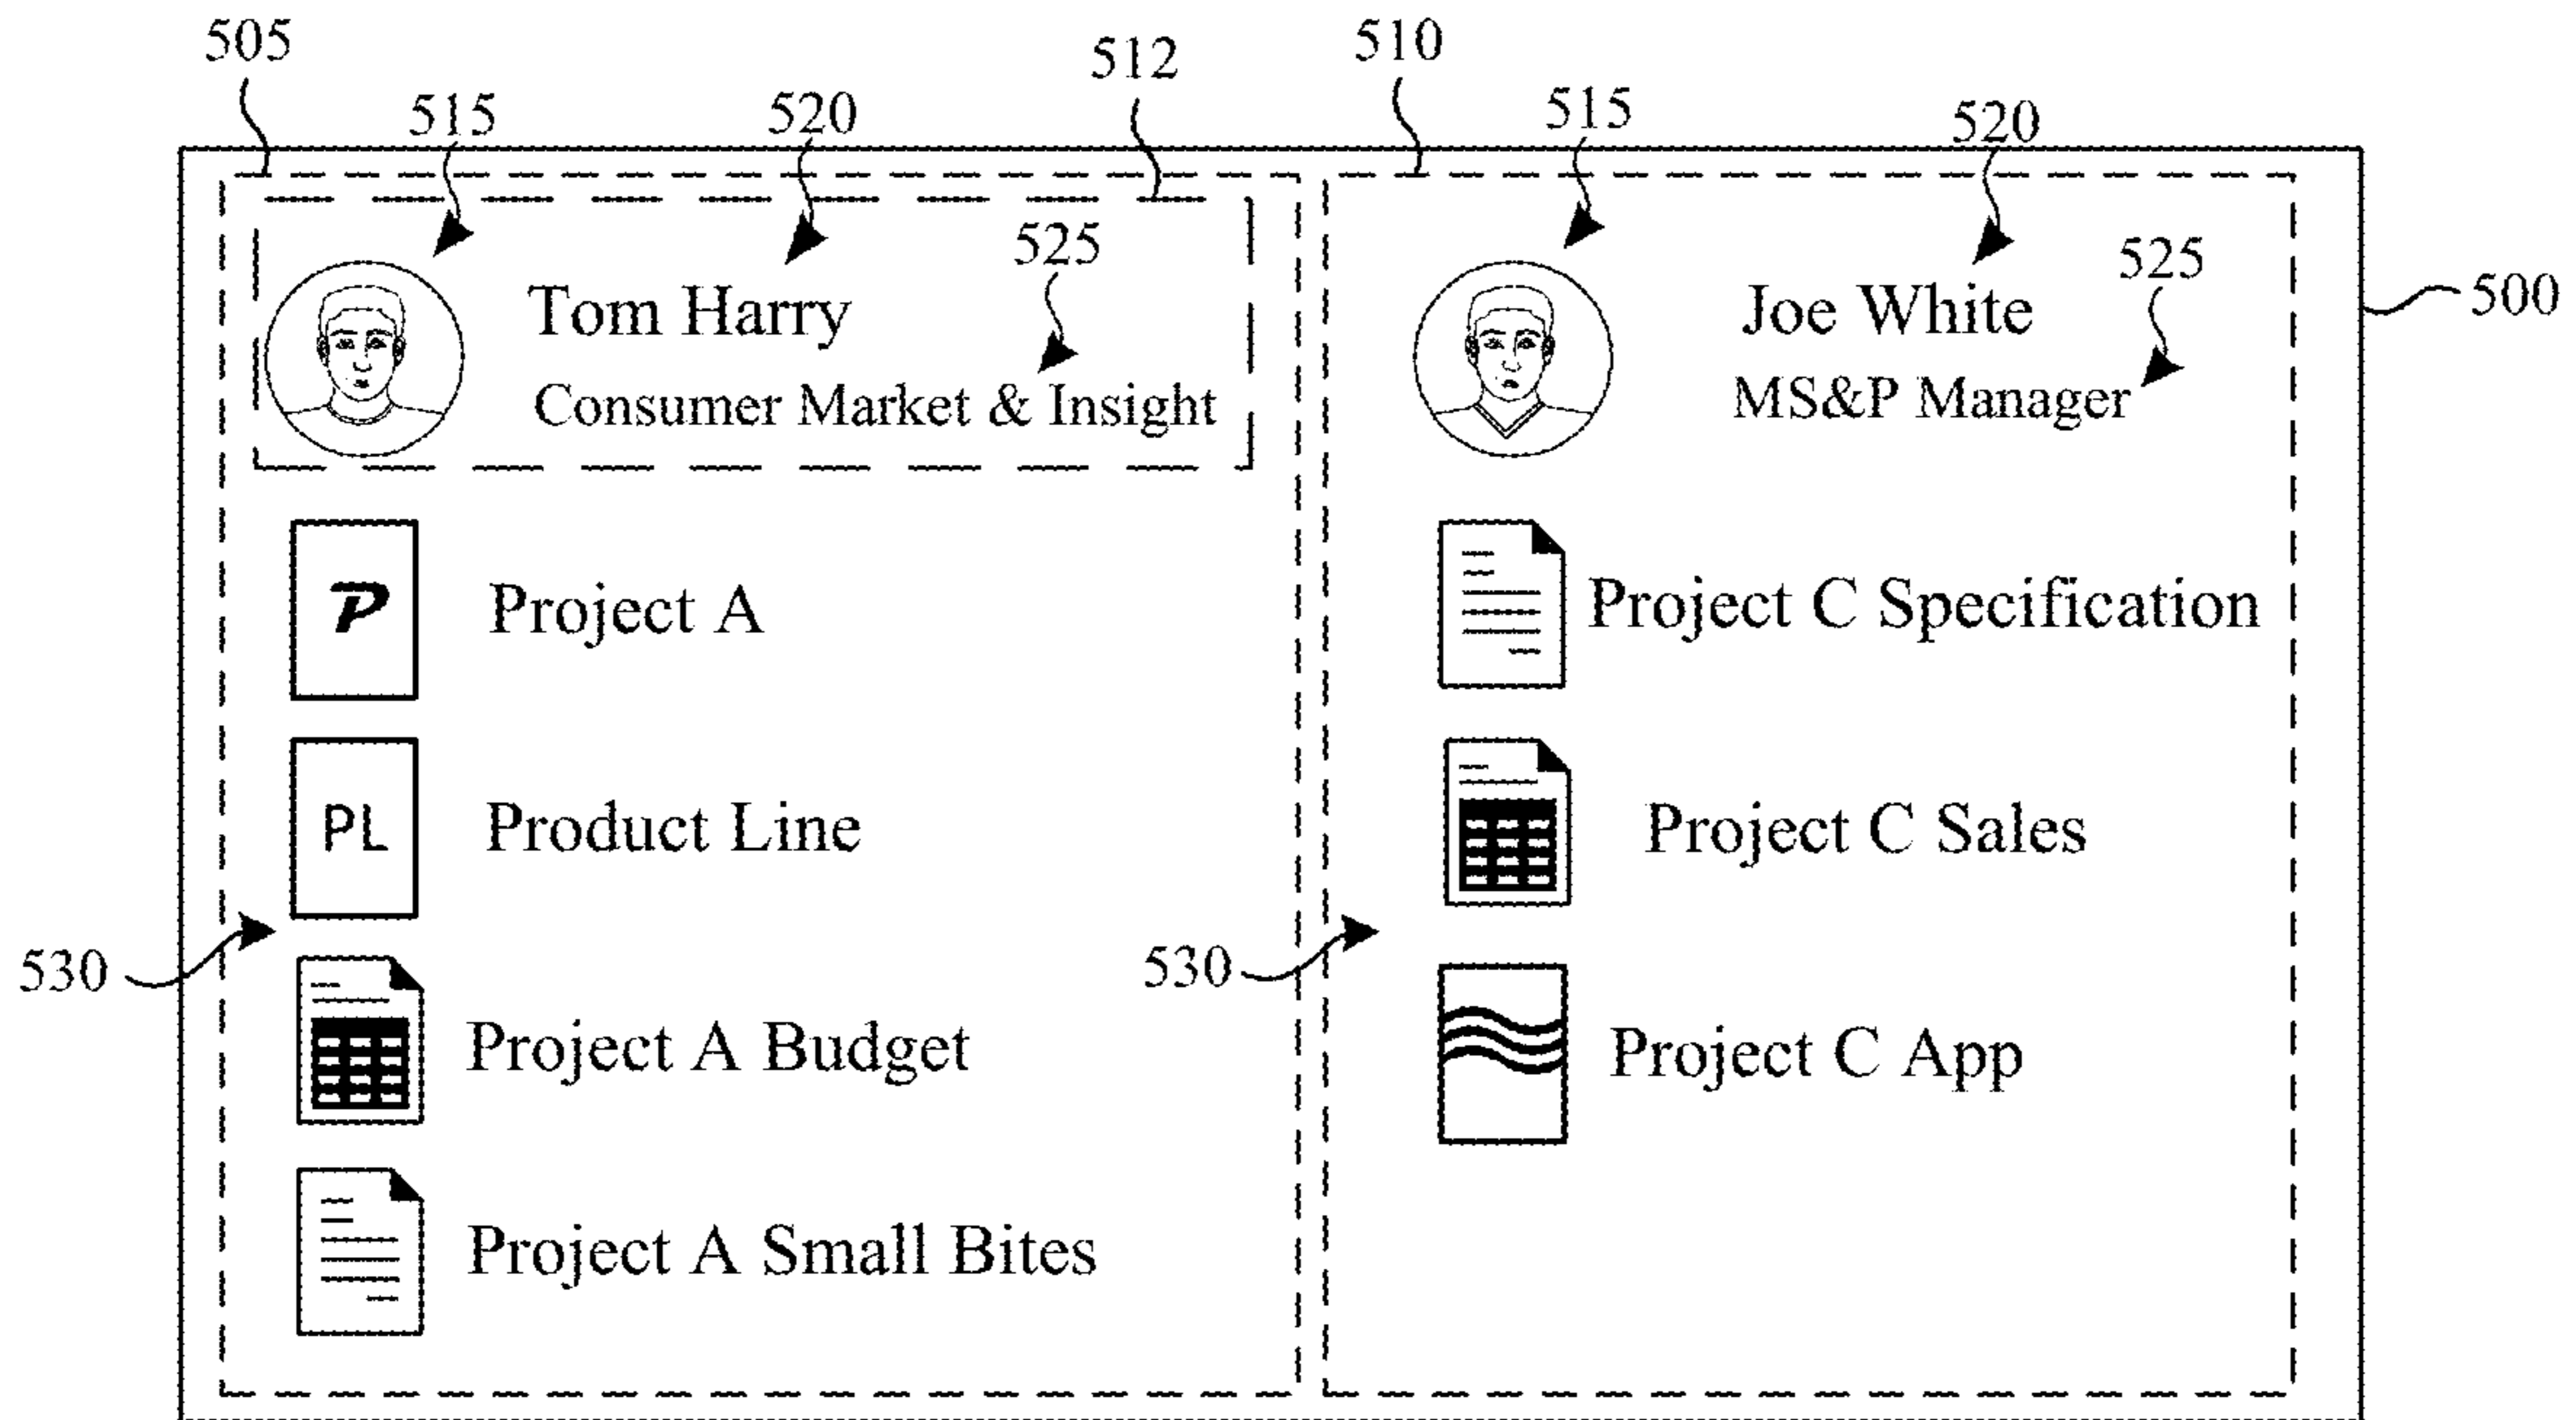 505
510
512
515
520
515
520
525
525
Tom Harry
Joe White
500
Consumer Market & Insight
MS&P Manager
P
Project A
Project C Specification
PL
Product Line
Project C Sales
530
530
Project A Budget
Project C App
Project A Small Bites